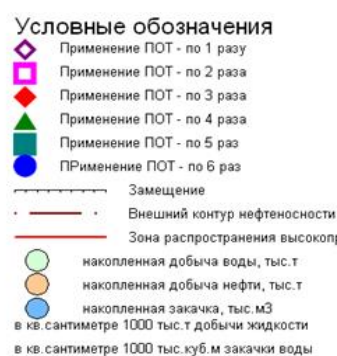 Условные обозначения
Применение ПОТ - по 1 разу
Применение ПОТ - по 2 раза
Применение ПОТ - по 3 раза
Применение ПОТ - по 4 раза
Применение ПОТ - по 5 раз
ПРименение ПОТ - по 6 раз
Замещение
Внешний контур нефтеносности
Зона распространения высокопр
накопленная добыча воды, тыс.т
накопленная добыча нефти, тыс.т
накопленная закачка, тыс.м3
в кв.сантиметре 1000 тыс.т добычи жидкости
в кв.сантиметре 1000 тыс.куб.м закачки воды